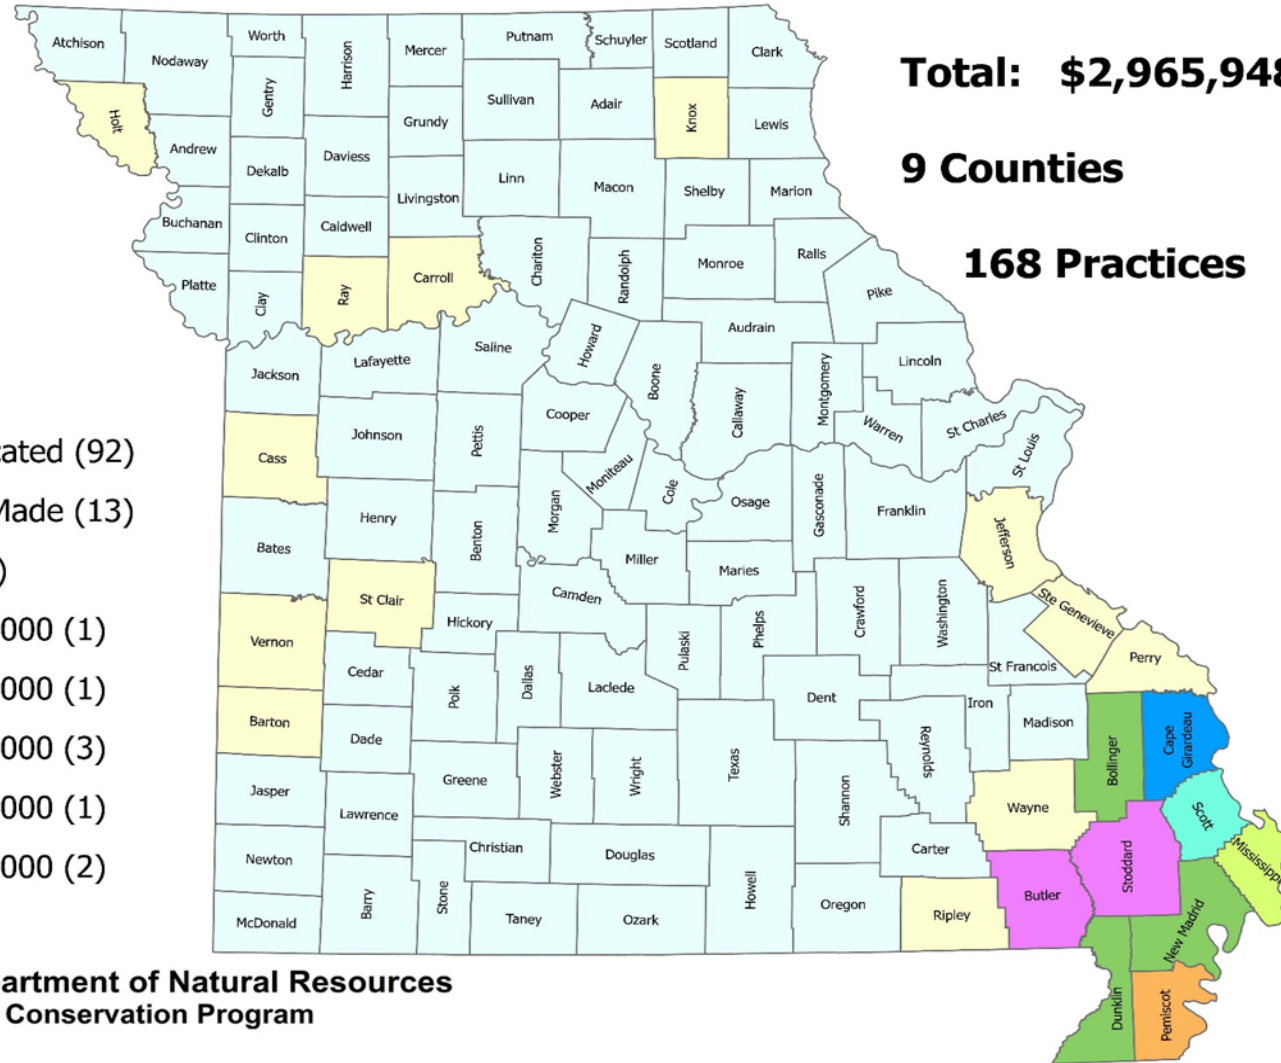 Total: $2,965,948
9 Counties
168 Practices
Atchison
Nodaway
Worth
Harrison
Mercer
Putnam
Schuyler
Scotland
Clark
Holt
Gentry
Sullivan
Adair
Knox
Lewis
Andrew
Dekalb
Daviess
Grundy
Linn
Macon
Shelby
Marion
Buchanan
Clinton
Caldwell
Livingston
Chariton
Randolph
Monroe
Ralls
Platte
Clay
Ray
Carroll
Pike
Audrain
Jackson
Lafayette
Saline
Howard
Boone
Callaway
Montgomery
Lincoln
Cass
Johnson
Pettis
Cooper
Moniteau
Cole
Warren
St Charles
St Louis
Osage
Gasconade
Franklin
Jefferson
Bates
Henry
Benton
Morgan
Miller
Maries
Camden
Vernon
St Clair
Hickory
Pulaski
Phelps
Crawford
Washington
Ste Genevieve
St Francois
Perry
Cedar
Polk
Dallas
Laclede
Dent
Iron
Madison
Bollinger
Cape
Girardeau
Barton
Dade
Greene
Webster
Wright
Texas
Shannon
Reynolds
Wayne
Scott
Jasper
Lawrence
Christian
Douglas
Carter
Butler
Stoddard
Mississipp
Newton
Barry
Stone
Taney
Ozark
Howell
Oregon
Ripley
New Madrid
McDonald
Dunklin
Pemiscot
cated (92)
Made (13)
)
000 (1)
000 (1)
000 (3)
000 (1)
000 (2)
artment of Natural Resources
Conservation Program